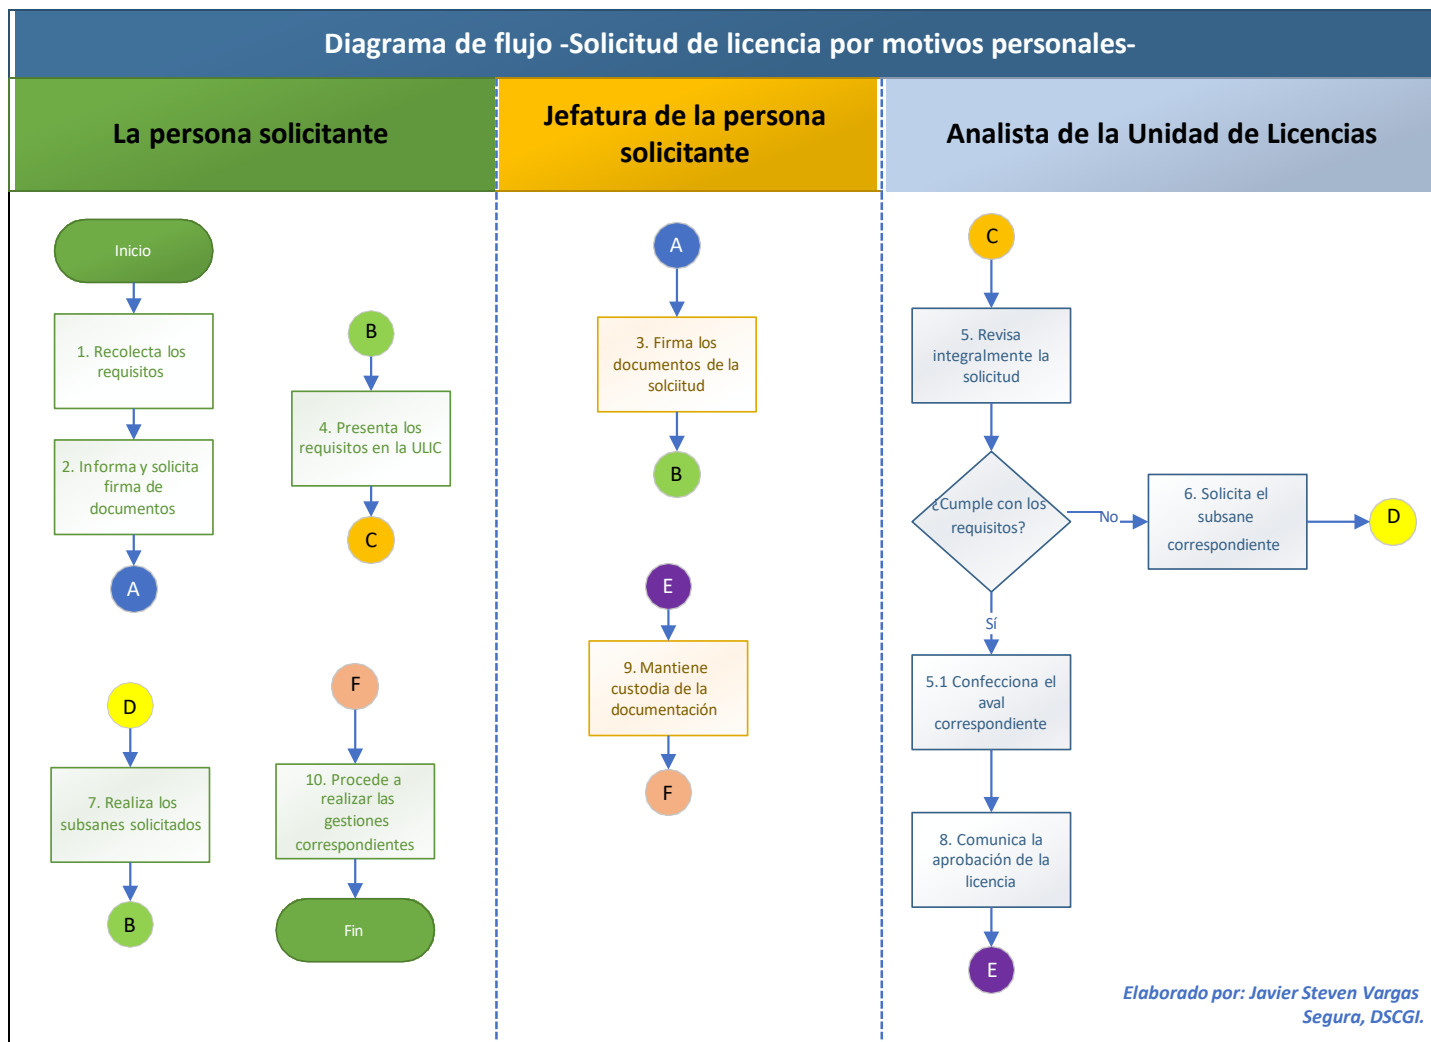 Diagrama de flujo -Solicitud de licencia por motivos personales-
La persona solicitante
Jefatura de la persona
solicitante
Analista de la Unidad de Licencias
Inicio
1. Recolecta los
requisitos
2. Informa y solicita
firma de
documentos
A
B
4. Presenta los
requisitos en la ULIC
C
D
7. Realiza los
subsanes solicitados
B
F
10. Procede a
realizar las
gestiones
correspondientes
Fin
A
3. Firma los
documentos de la
solciitud
B
E
9. Mantiene
custodia de la
documentación
F
C
5. Revisa
integralmente la
solicitud
¿Cumple con los
requisitos?
No
6. Solicita el
subsane
correspondiente
D
Sí
5.1 Confecciona el
aval
correspondiente
8. Comunica la
aprobación de la
licencia
E
Elaborado por: Javier Steven Vargas
Segura, DSCGI.